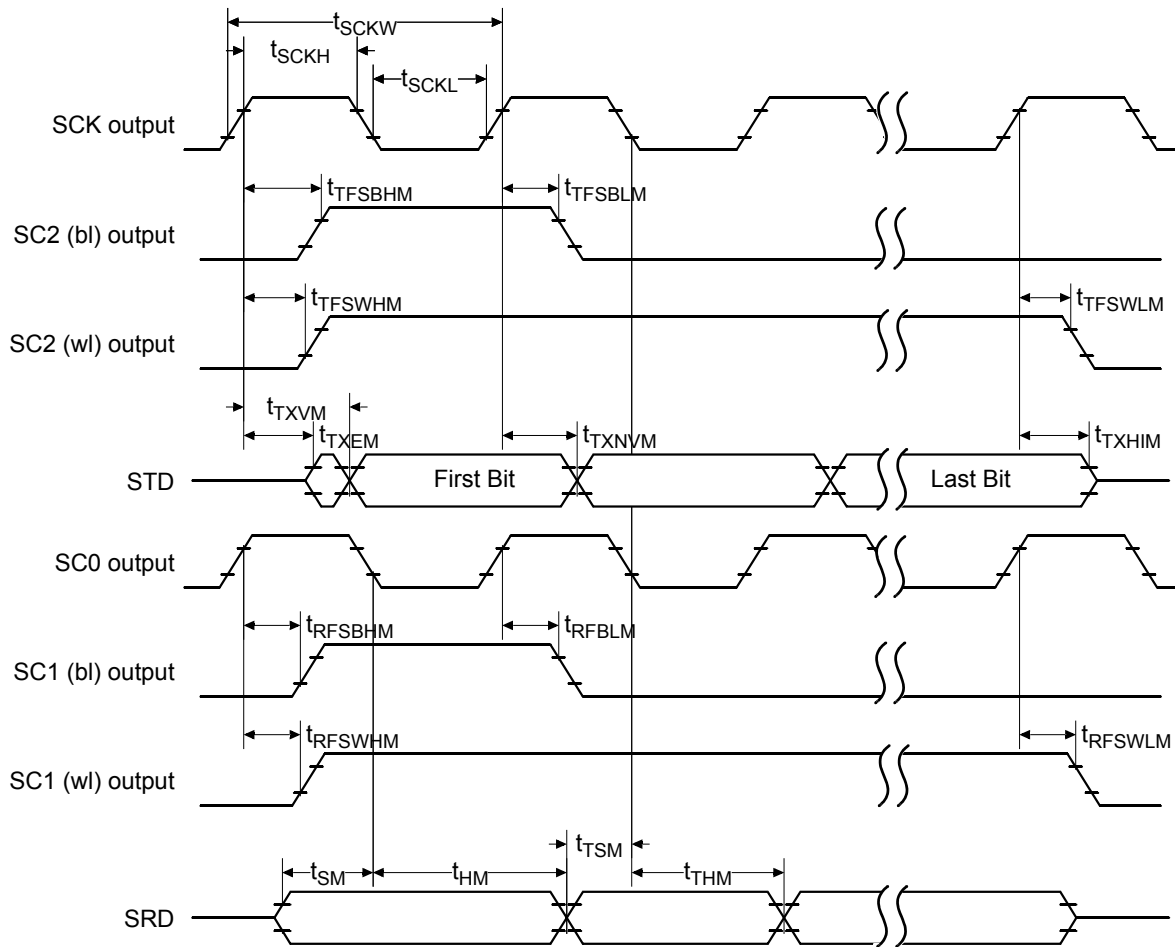 tSCKW
tSCKH
tSCKL
SCK output
tTFSBHM
tTFSBLM
SC2 (bl) output
tTFSWHM
tTFSWLM
SC2 (wl) output
tTXVM
tTXEM
tTXNVM
tTXHIM
STD
First Bit
Last Bit
SC0 output
tRFSBHM
tRFBLM
SC1 (bl) output
tRFSWHM
tRFSWLM
SC1 (wl) output
tTSM
tSM
tHM
tTHM
SRD